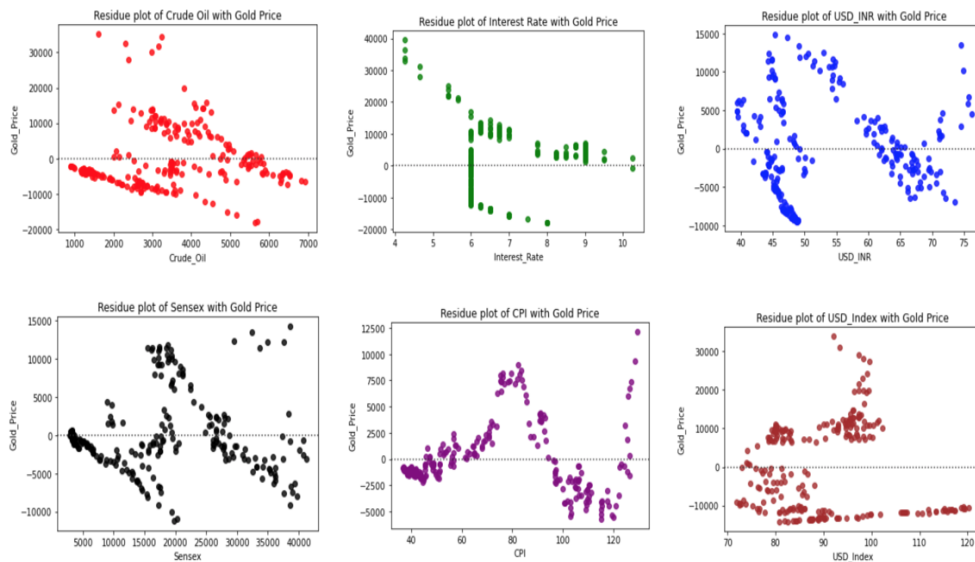 Residue plot of Crude Oil with Gold Price
Gold_Price
30000
20000
10000
0
−10000
−20000
1000 2000 3000 4000 5000 6000 7000
Crude_Oil
Residue plot of Interest Rate with Gold Price
Gold_Price
40000
30000
20000
10000
0
−10000
−20000
4 5 6 7 8 9 10
Interest_Rate
Residue plot of USD_INR with Gold Price
Gold_Price
15000
10000
5000
0
−5000
−10000
40 45 50 55 60 65 70 75
USD_INR
Residue plot of Sensex with Gold Price
Gold_Price
15000
10000
5000
0
−5000
−10000
5000 10000 15000 20000 25000 30000 35000 40000
Sensex
Residue plot of CPI with Gold Price
Gold_Price
12500
10000
7500
5000
2500
0
−2500
−5000
40 60 80 100 120
CPI
Residue plot of USD_Index with Gold Price
Gold_Price
30000
20000
10000
0
−10000
70 80 90 100 110 120
USD_Index